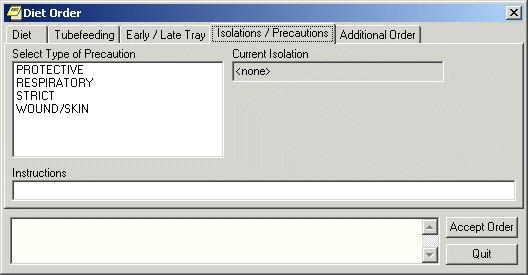 Diet Order
Diet Tubefeeding Early / Late Tray Isolations / Precautions Additional Order
Select Type of Precaution
PROTECTIVE
RESPIRATORY
STRICT
WOUND/SKIN
Current Isolation
<none>
Instructions
Accept Order
Quit